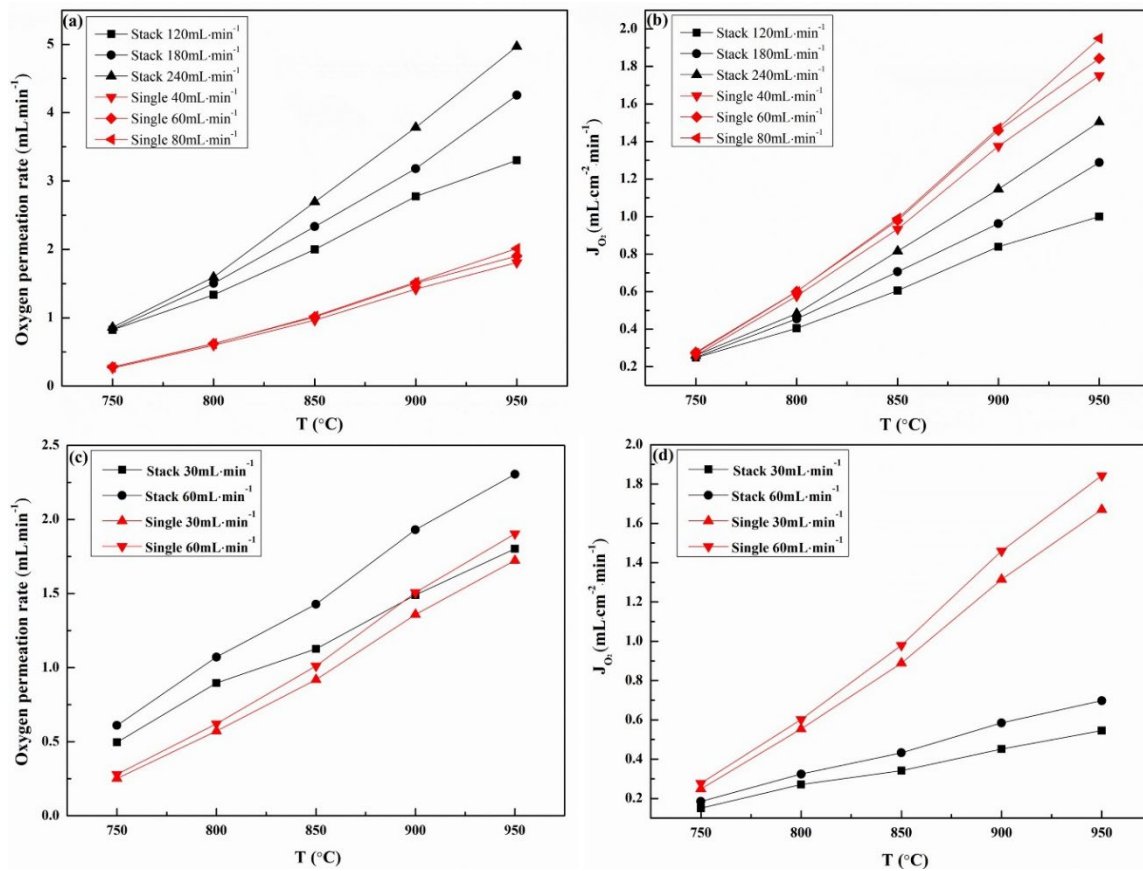 (a)
Stack 120mL·min⁻¹
Stack 180mL·min⁻¹
Stack 240mL·min⁻¹
Single 40mL·min⁻¹
Single 60mL·min⁻¹
Single 80mL·min⁻¹
Oxygen permeation rate (mL·min⁻¹)
5
4
3
2
1
0
750 800 850 900 950
T (°C)
(b)
Stack 120mL·min⁻¹
Stack 180mL·min⁻¹
Stack 240mL·min⁻¹
Single 40mL·min⁻¹
Single 60mL·min⁻¹
Single 80mL·min⁻¹
J_O₂ (mL·cm⁻²·min⁻¹)
2.0
1.8
1.6
1.4
1.2
1.0
0.8
0.6
0.4
0.2
750 800 850 900 950
T (°C)
(c)
Stack 30mL·min⁻¹
Stack 60mL·min⁻¹
Single 30mL·min⁻¹
Single 60mL·min⁻¹
Oxygen permeation rate (mL·min⁻¹)
2.5
2.0
1.5
1.0
0.5
0.0
750 800 850 900 950
T (°C)
(d)
Stack 30mL·min⁻¹
Stack 60mL·min⁻¹
Single 30mL·min⁻¹
Single 60mL·min⁻¹
J_O₂ (mL·cm⁻²·min⁻¹)
2.0
1.8
1.6
1.4
1.2
1.0
0.8
0.6
0.4
0.2
750 800 850 900 950
T (°C)